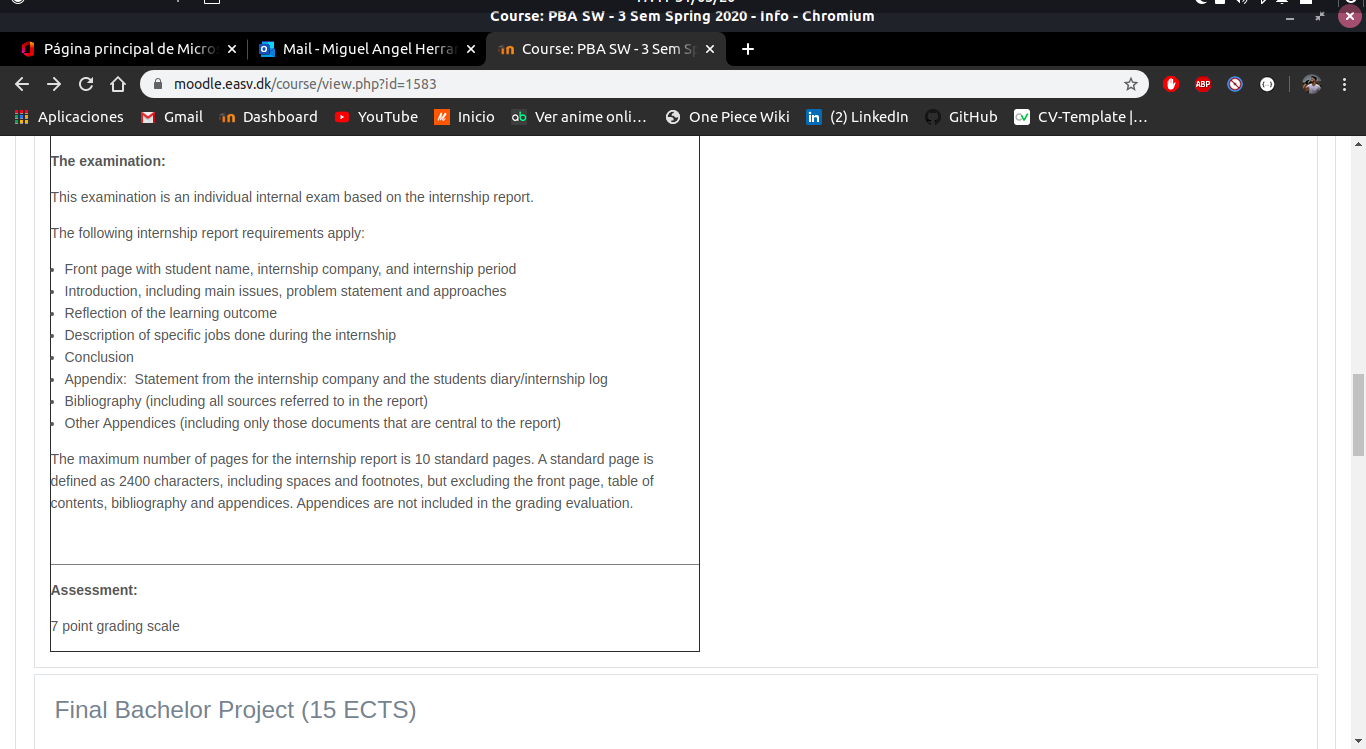 Course: PBA SW - 3 Sem Spring 2020 - Info - Chromium
Página principal de Micros
Mail - Miguel Angel Herra
Course: PBA SW - 3 Sem S
moodle.easv.dk/course/view.php?id=1583
ABP
Aplicaciones
Gmail
Dashboard
YouTube
Inicio
Ver anime onli...
One Piece Wiki
(2) LinkedIn
GitHub
CV-Template |...
The examination:
This examination is an individual internal exam based on the internship report.
The following internship report requirements apply:
Front page with student name, internship company, and internship period
Introduction, including main issues, problem statement and approaches
Reflection of the learning outcome
Description of specific jobs done during the internship
Conclusion
Appendix: Statement from the internship company and the students diary/internship log
Bibliography (including all sources referred to in the report)
Other Appendices (including only those documents that are central to the report)
The maximum number of pages for the internship report is 10 standard pages. A standard page is
defined as 2400 characters, including spaces and footnotes, but excluding the front page, table of
contents, bibliography and appendices. Appendices are not included in the grading evaluation.
Assessment:
7 point grading scale
Final Bachelor Project (15 ECTS)